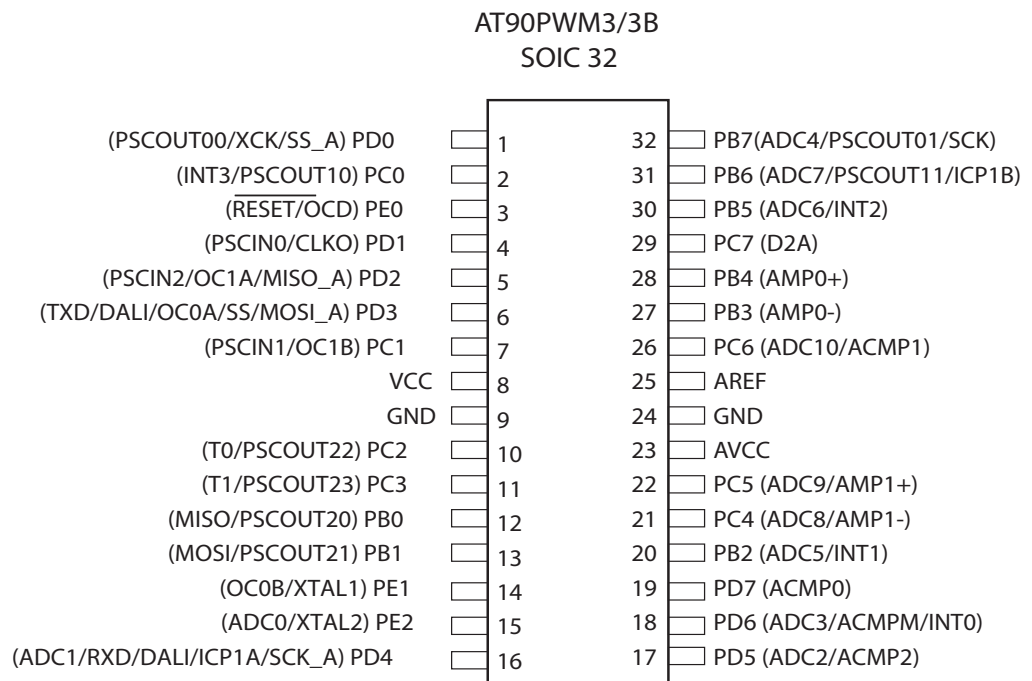 AT90PWM3/3B
SOIC 32
(PSCOUT00/XCK/SS_A) PD0 1 32 PB7(ADC4/PSCOUT01/SCK)
(INT3/PSCOUT10) PC0 2 31 PB6 (ADC7/PSCOUT11/ICP1B)
(RESET/OCD) PE0 3 30 PB5 (ADC6/INT2)
(PSCIN0/CLKO) PD1 4 29 PC7 (D2A)
(PSCIN2/OC1A/MISO_A) PD2 5 28 PB4 (AMP0+)
(TXD/DALI/OC0A/SS/MOSI_A) PD3 6 27 PB3 (AMP0-)
(PSCIN1/OC1B) PC1 7 26 PC6 (ADC10/ACMP1)
VCC 8 25 AREF
GND 9 24 GND
(T0/PSCOUT22) PC2 10 23 AVCC
(T1/PSCOUT23) PC3 11 22 PC5 (ADC9/AMP1+)
(MISO/PSCOUT20) PB0 12 21 PC4 (ADC8/AMP1-)
(MOSI/PSCOUT21) PB1 13 20 PB2 (ADC5/INT1)
(OC0B/XTAL1) PE1 14 19 PD7 (ACMP0)
(ADC0/XTAL2) PE2 15 18 PD6 (ADC3/ACMPM/INT0)
(ADC1/RXD/DALI/ICP1A/SCK_A) PD4 16 17 PD5 (ADC2/ACMP2)